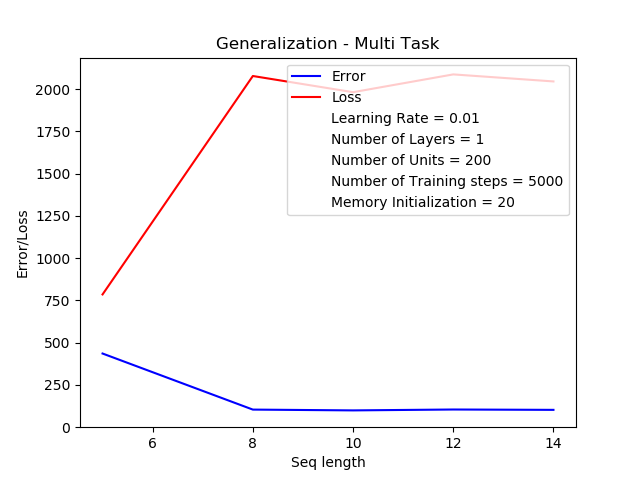 Generalization - Multi Task
Error
Loss
Learning Rate = 0.01
Number of Layers = 1
Number of Units = 200
Number of Training steps = 5000
Memory Initialization = 20
Error/Loss
2000
1750
1500
1250
1000
750
500
250
0
6 8 10 12 14
Seq length